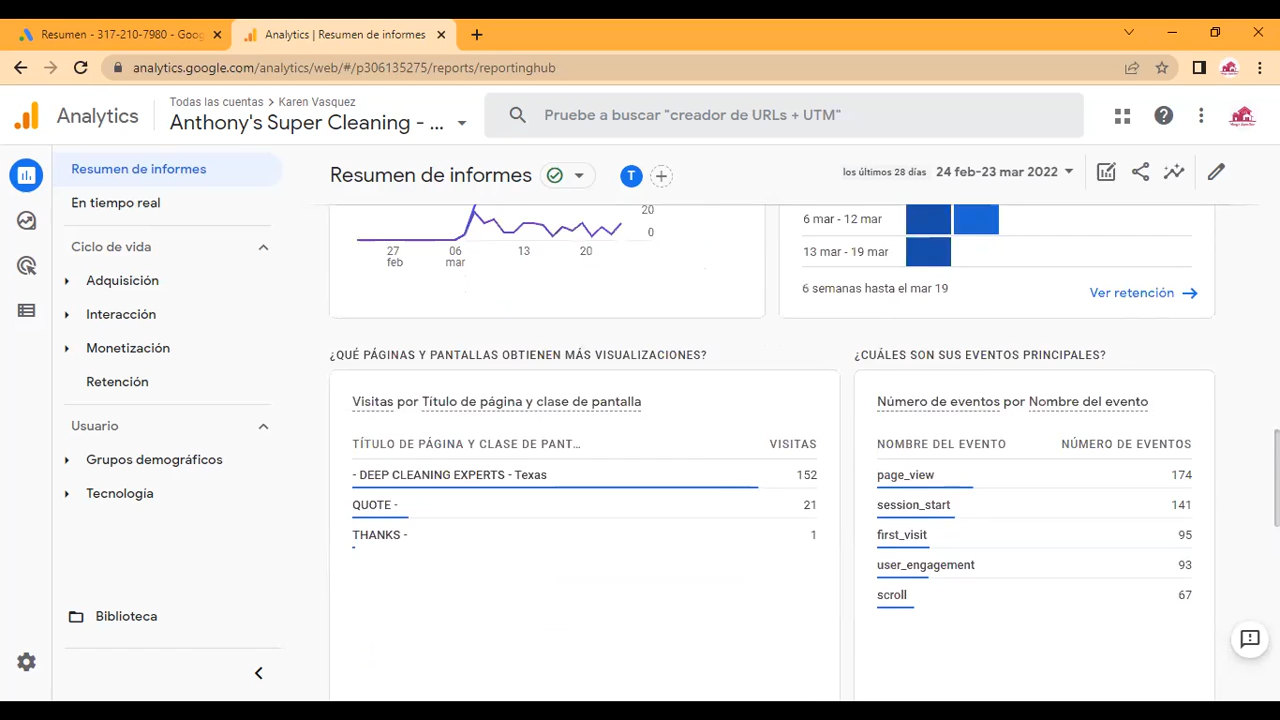 Resumen - 317-210-7980 - Goog
Analytics | Resumen de informes
analytics.google.com/analytics/web/#/p306135275/reports/reportinghub
Analytics
Todas las cuentas > Karen Vasquez
Anthony's Super Cleaning - ...
Pruebe a buscar "creador de URLs + UTM"
Resumen de informes
En tiempo real
Ciclo de vida
Adquisición
Interacción
Monetización
Retención
Usuario
Grupos demográficos
Tecnología
Biblioteca
Resumen de informes
T
los últimos 28 días 24 feb-23 mar 2022
20
0
27 feb
06 mar
13
20
6 mar - 12 mar
13 mar - 19 mar
6 semanas hasta el mar 19
Ver retención
¿QUÉ PÁGINAS Y PANTALLAS OBTIENEN MÁS VISUALIZACIONES?
Visitas por Título de página y clase de pantalla
TÍTULO DE PÁGINA Y CLASE DE PANT... VISITAS
- DEEP CLEANING EXPERTS - Texas 152
QUOTE - 21
THANKS - 1
¿CUÁLES SON SUS EVENTOS PRINCIPALES?
Número de eventos por Nombre del evento
NOMBRE DEL EVENTO NÚMERO DE EVENTOS
page_view 174
session_start 141
first_visit 95
user_engagement 93
scroll 67